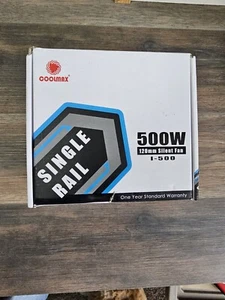 COOLMAX
500W
120mm Silent Fan
I-500
SINGLE
RAIL
One Year Standard Warranty